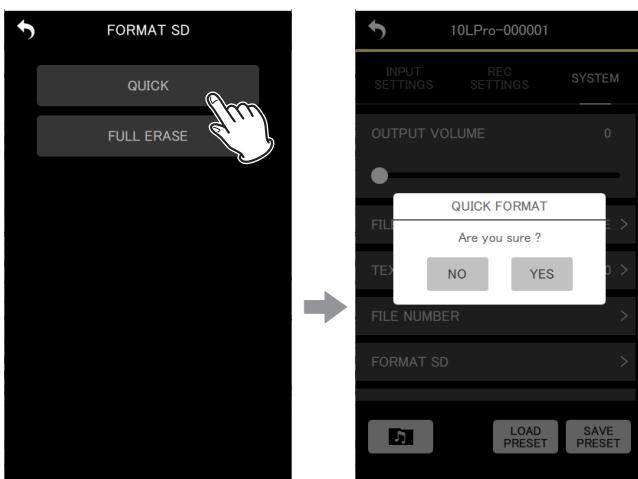 FORMAT SD
QUICK
FULL ERASE
10LPro-000001
INPUT
SETTINGS
REC
SETTINGS
SYSTEM
OUTPUT VOLUME 0
QUICK FORMAT
Are you sure ?
NO YES
FILE NUMBER >
FORMAT SD >
LOAD
PRESET
SAVE
PRESET